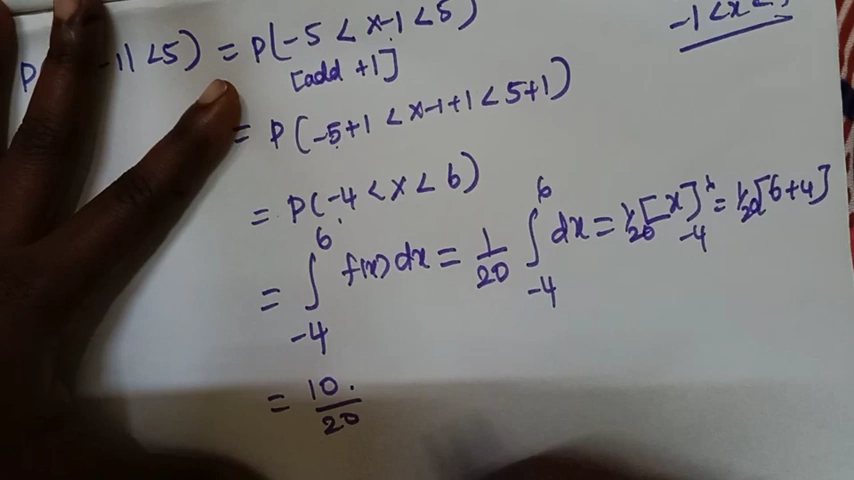 -1 < x < 
P -1| < 5) = P(-5 < x-1 < 5)
[add +1]
= P(-5+1 < x-1+1 < 5+1)
= P(-4 < x < 6)
= ∫_{-4}^{6} f(x) dx = 1/20 ∫_{-4}^{6} dx = 1/20 [x]_{-4} = 1/20 [6+4]
= 10/20